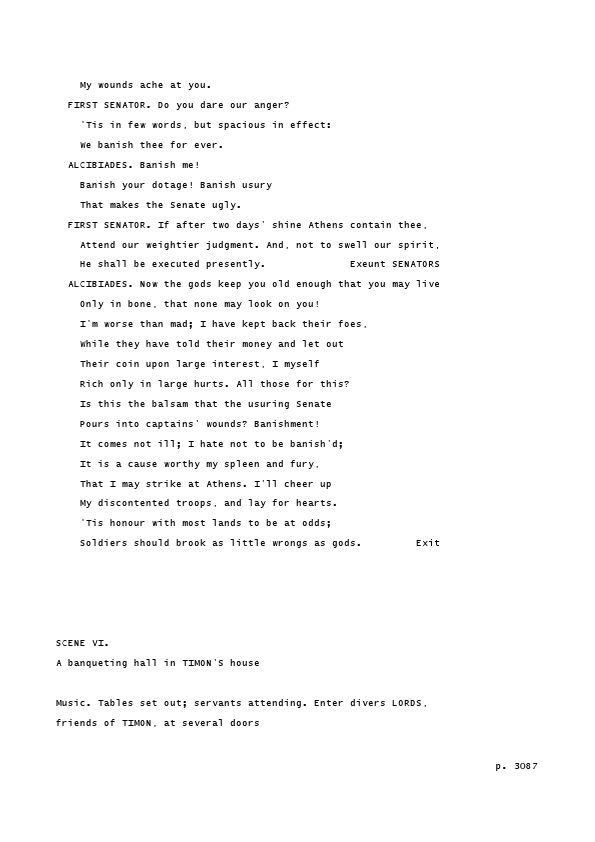 My wounds ache at you.
FIRST SENATOR. Do you dare our anger?
'Tis in few words, but spacious in effect:
We banish thee for ever.
ALCIBIADES. Banish me!
Banish your dotage! Banish usury
That makes the Senate ugly.
FIRST SENATOR. If after two days' shine Athens contain thee,
Attend our weightier judgment. And, not to swell our spirit,
He shall be executed presently. Exeunt SENATORS
ALCIBIADES. Now the gods keep you old enough that you may live
Only in bone, that none may look on you!
I'm worse than mad; I have kept back their foes,
While they have told their money and let out
Their coin upon large interest, I myself
Rich only in large hurts. All those for this?
Is this the balsam that the usuring Senate
Pours into captains' wounds? Banishment!
It comes not ill; I hate not to be banish'd;
It is a cause worthy my spleen and fury,
That I may strike at Athens. I'll cheer up
My discontented troops, and lay for hearts.
'Tis honour with most lands to be at odds;
Soldiers should brook as little wrongs as gods. Exit
SCENE VI.
A banqueting hall in TIMON'S house
Music. Tables set out; servants attending. Enter divers LORDS,
friends of TIMON, at several doors
p. 3087